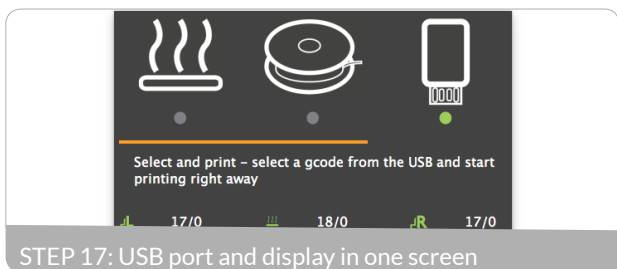 Select and print – select a gcode from the USB and start
printing right away
L 17/0 18/0 R 17/0
STEP 17: USB port and display in one screen